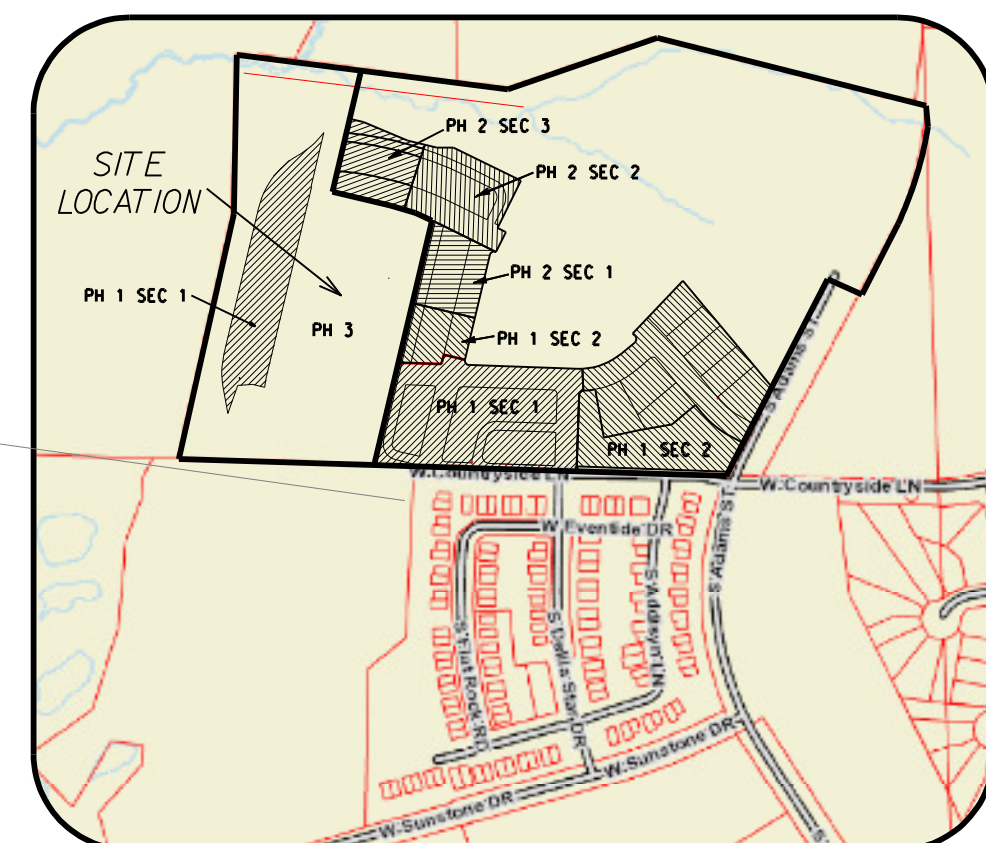 PH 2 SEC 3
SITE
LOCATION
PH 2 SEC 2
PH 2 SEC 1
PH 1 SEC 1
PH 3
PH 1 SEC 2
S Adams ST
PH 1 SEC 1
PH 1 SEC 2
W Countryside LN
W Countryside LN
W Eventide DR
S Adams ST
S Addelyn LN
S Flat Rock RD
S Dalla Star DR
W Sunstone DR
W Sunstone DR
S